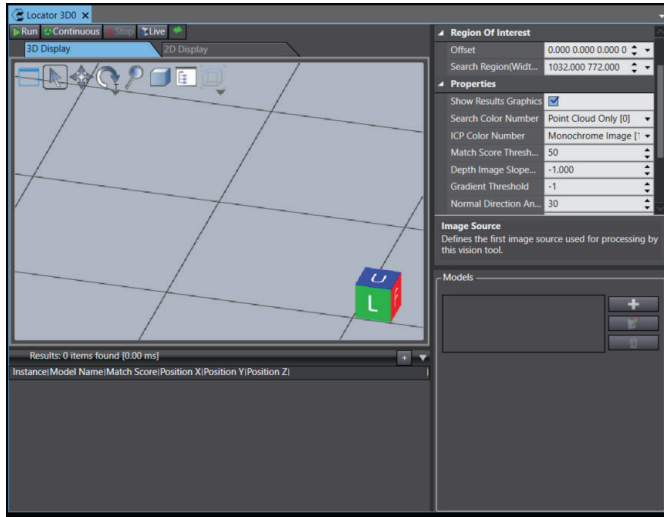 Locator 3D0 X
Run Continuous Stop Live
3D Display 2D Display
U
L
F
Results: 0 items found [0.00 ms]
Instance|Model Name|Match Score|Position X|Position Y|Position Z|
Region Of Interest
Offset 0.000 0.000 0.000 0
Search Region(Widt... 1032.000 772.000
Properties
Show Results Graphics
Search Color Number Point Cloud Only [0]
ICP Color Number Monochrome Image [1
Match Score Thresh... 50
Depth Image Slope... -1.000
Gradient Threshold -1
Normal Direction An... 30
Image Source
Defines the first image source used for processing by
this vision tool.
Models